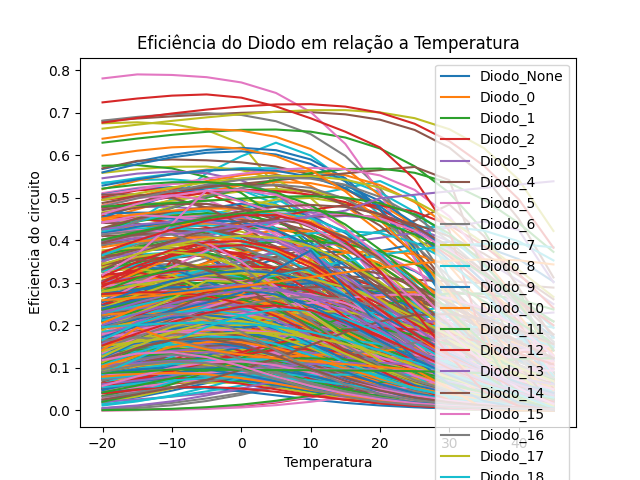 Eficiência do Diodo em relação a Temperatura
Eficiencia do circuito
0.8
0.7
0.6
0.5
0.4
0.3
0.2
0.1
0.0
−20
−10
0
10
20
30
40
Temperatura
Diodo_None
Diodo_0
Diodo_1
Diodo_2
Diodo_3
Diodo_4
Diodo_5
Diodo_6
Diodo_7
Diodo_8
Diodo_9
Diodo_10
Diodo_11
Diodo_12
Diodo_13
Diodo_14
Diodo_15
Diodo_16
Diodo_17
Diodo_18